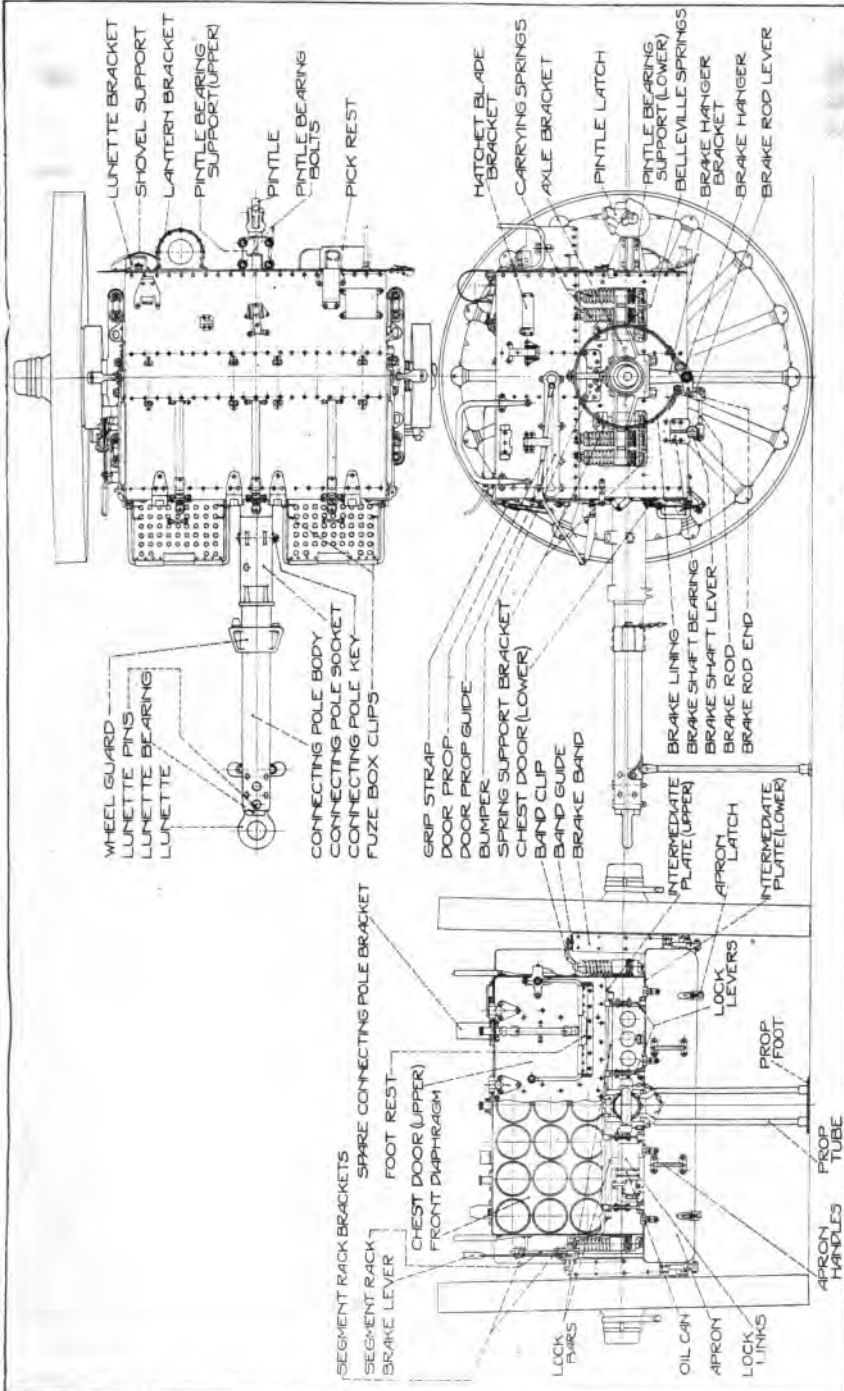 LUNETTE BRACKET
SHOVEL SUPPORT
LANTERN BRACKET
PINTLE BEARING
SUPPORT (UPPER)
PINTLE
PINTLE BEARING
BOLTS
PICK REST
WHEEL GUARD
LUNETTE PINS
LUNETTE BEARING
LUNETTE
CONNECTING POLE BODY
CONNECTING POLE SOCKET
CONNECTING POLE KEY
FUZE BOX CLIPS
HATCHET BLADE
BRACKET
CARRYING SPRINGS
AXLE BRACKET
PINTLE LATCH
PINTLE BEARING
SUPPORT (LOWER)
BELLEVILLE SPRINGS
BRAKE HANGER
BRACKET
BRAKE HANGER
BRAKE ROD LEVER
GRIP STRAP
DOOR PROP
DOOR PROP GUIDE
BUMPER
SPRING SUPPORT BRACKET
CHEST DOOR (LOWER)
BAND CLIP
BAND GUIDE
BRAKE BAND
BRAKE LINING
BRAKE SHAFT BEARING
BRAKE SHAFT LEVER
BRAKE ROD
BRAKE ROD END
INTERMEDIATE
PLATE (UPPER)
APRON
LATCH
INTERMEDIATE
PLATE (LOWER)
SEGMENT RACK BRACKETS
SEGMENT RACK
BRAKE LEVER
SPARE CONNECTING POLE BRACKET
FOOT REST
CHEST DOOR (UPPER)
FRONT DIAPHRAGM
LOCK
BARS
OIL CAN
APRON
LOCK
LINKS
APRON
HANDLES
PROP
TUBE
PROP
FOOT
LOCK
LEVERS